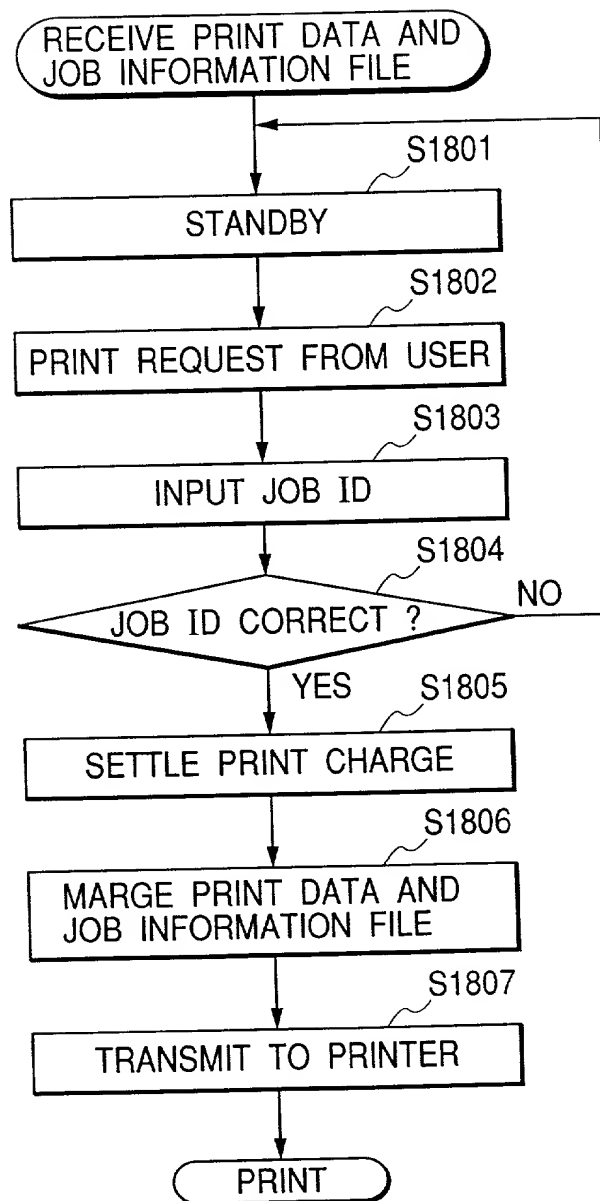 RECEIVE PRINT DATA AND
JOB INFORMATION FILE
S1801
STANDBY
S1802
PRINT REQUEST FROM USER
S1803
INPUT JOB ID
S1804
JOB ID CORRECT ?
NO
YES
S1805
SETTLE PRINT CHARGE
S1806
MARGE PRINT DATA AND
JOB INFORMATION FILE
S1807
TRANSMIT TO PRINTER
PRINT